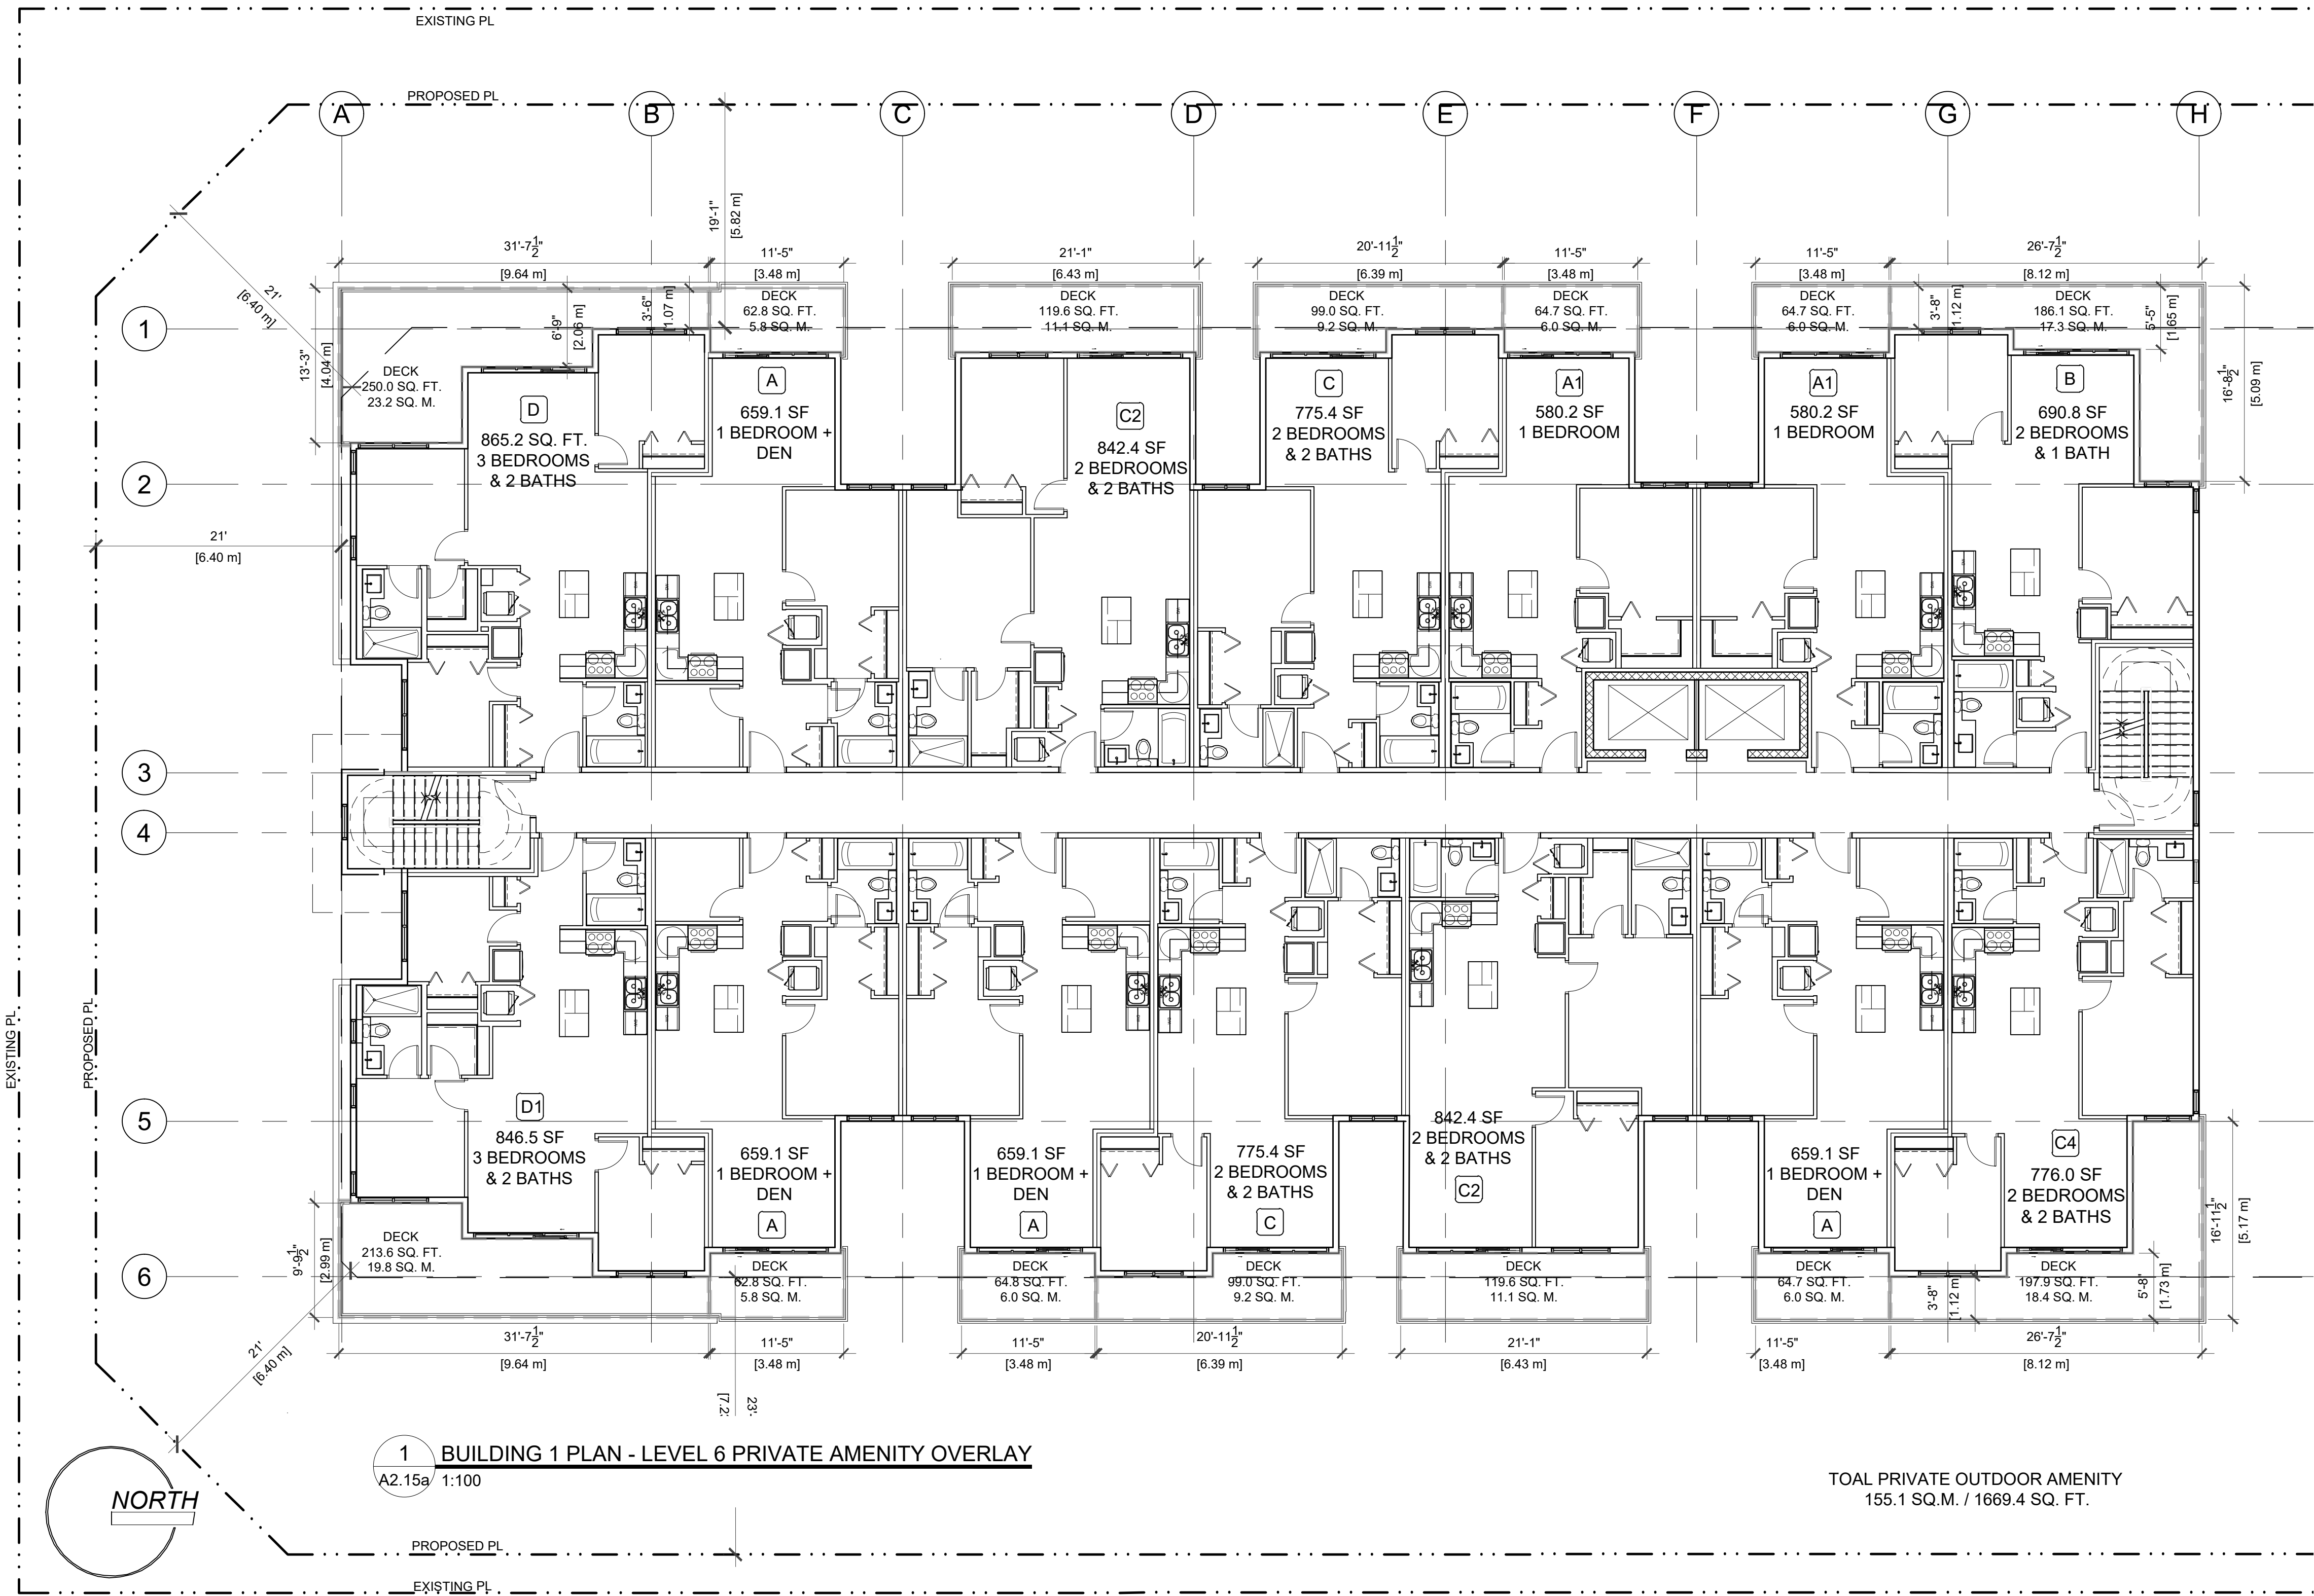 EXISTING PL
PROPOSED PL
A
B
C
D
E
F
G
H
19'-1"
[5.82 m]
31'-7 1/2"
[9.64 m]
11'-5"
[3.48 m]
21'-1"
[6.43 m]
20'-11 1/2"
[6.39 m]
11'-5"
[3.48 m]
11'-5"
[3.48 m]
26'-7 1/2"
[8.12 m]
21'
[6.40 m]
1
13'-3"
[4.04 m]
6'-9"
[2.06 m]
3'-6"
[1.07 m]
DECK
62.8 SQ. FT.
5.8 SQ. M.
DECK
119.6 SQ. FT.
11.1 SQ. M.
DECK
99.0 SQ. FT.
9.2 SQ. M.
DECK
64.7 SQ. FT.
6.0 SQ. M.
DECK
64.7 SQ. FT.
6.0 SQ. M.
3'-8"
[1.12 m]
DECK
186.1 SQ. FT.
17.3 SQ. M.
5'-5"
[1.65 m]
16'-8 1/2"
[5.09 m]
DECK
250.0 SQ. FT.
23.2 SQ. M.
D
865.2 SQ. FT.
3 BEDROOMS
& 2 BATHS
A
659.1 SF
1 BEDROOM +
DEN
C2
842.4 SF
2 BEDROOMS
& 2 BATHS
C
775.4 SF
2 BEDROOMS
& 2 BATHS
A1
580.2 SF
1 BEDROOM
A1
580.2 SF
1 BEDROOM
B
690.8 SF
2 BEDROOMS
& 1 BATH
2
21'
[6.40 m]
3
4
EXISTING PL
PROPOSED PL
5
D1
846.5 SF
3 BEDROOMS
& 2 BATHS
659.1 SF
1 BEDROOM +
DEN
A
659.1 SF
1 BEDROOM +
DEN
A
775.4 SF
2 BEDROOMS
& 2 BATHS
C
842.4 SF
2 BEDROOMS
& 2 BATHS
C2
659.1 SF
1 BEDROOM +
DEN
A
C4
776.0 SF
2 BEDROOMS
& 2 BATHS
16'-11 1/2"
[5.17 m]
6
9'-9 1/2"
[2.99 m]
DECK
213.6 SQ. FT.
19.8 SQ. M.
DECK
62.8 SQ. FT.
5.8 SQ. M.
DECK
64.8 SQ. FT.
6.0 SQ. M.
DECK
99.0 SQ. FT.
9.2 SQ. M.
DECK
119.6 SQ. FT.
11.1 SQ. M.
DECK
64.7 SQ. FT.
6.0 SQ. M.
3'-8"
[1.12 m]
DECK
197.9 SQ. FT.
18.4 SQ. M.
5'-8"
[1.73 m]
21'
[6.40 m]
31'-7 1/2"
[9.64 m]
11'-5"
[3.48 m]
11'-5"
[3.48 m]
20'-11 1/2"
[6.39 m]
21'-1"
[6.43 m]
11'-5"
[3.48 m]
26'-7 1/2"
[8.12 m]
23'-
[7.2
1
A2.15a
BUILDING 1 PLAN - LEVEL 6 PRIVATE AMENITY OVERLAY
1:100
NORTH
TOAL PRIVATE OUTDOOR AMENITY
155.1 SQ.M. / 1669.4 SQ. FT.
PROPOSED PL
EXISTING PL